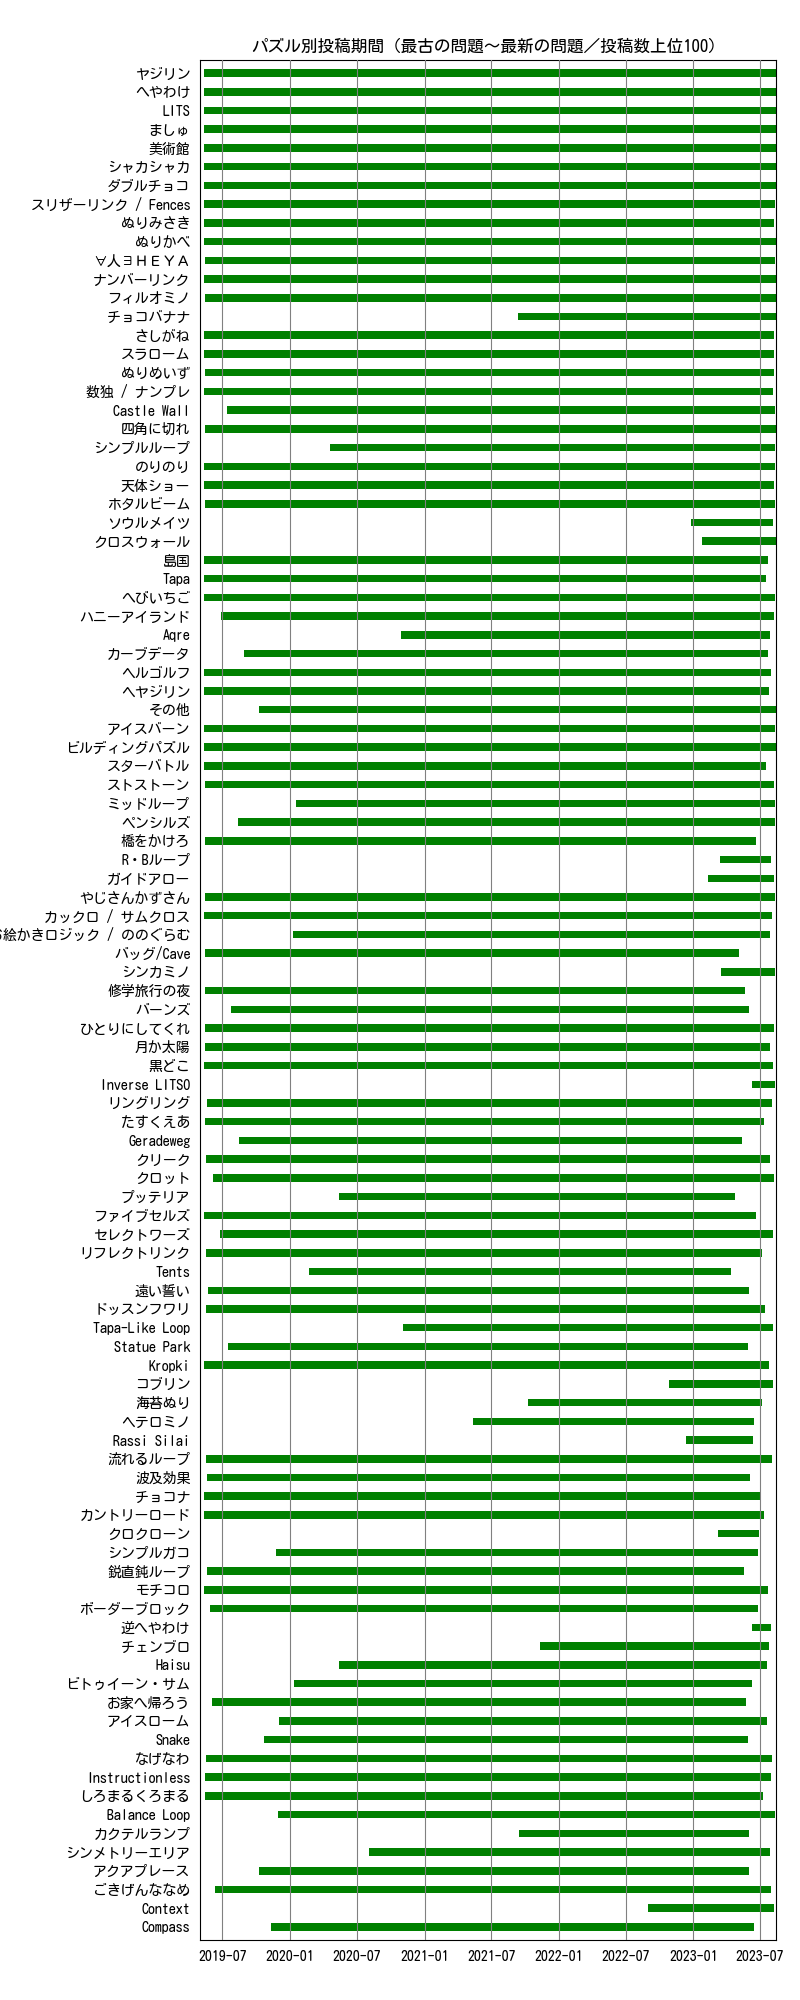 パズル別投稿期間（最古の問題～最新の問題／投稿数上位100）
ヤジリン
へやわけ
LITS
ましゅ
美術館
シャカシャカ
ダブルチョコ
スリザーリンク / Fences
ぬりみさき
ぬりかべ
∀人∃ＨＥＹＡ
ナンバーリンク
フィルオミノ
チョコバナナ
さしがね
スラローム
ぬりめいず
数独 / ナンプレ
Castle Wall
四角に切れ
シンプルループ
のりのり
天体ショー
ホタルビーム
ソウルメイツ
クロスウォール
島国
Tapa
へびいちご
ハニーアイランド
Aqre
カーブデータ
ヘルゴルフ
ヘヤジリン
その他
アイスバーン
ビルディングパズル
スターバトル
ストストーン
ミッドループ
ペンシルズ
橋をかけろ
R・Bループ
ガイドアロー
やじさんかずさん
カックロ / サムクロス
絵かきロジック / ののぐらむ
バッグ/Cave
シンカミノ
修学旅行の夜
バーンズ
ひとりにしてくれ
月か太陽
黒どこ
Inverse LITSO
リングリング
たすくえあ
Geradeweg
クリーク
クロット
プッテリア
ファイブセルズ
セレクトワーズ
リフレクトリンク
Tents
遠い誓い
ドッスンフワリ
Tapa-Like Loop
Statue Park
Kropki
コブリン
海苔ぬり
ヘテロミノ
Rassi Silai
流れるループ
波及効果
チョコナ
カントリーロード
クロクローン
シンプルガコ
鋭直鈍ループ
モチコロ
ボーダーブロック
逆へやわけ
チェンブロ
Haisu
ビトゥイーン・サム
お家へ帰ろう
アイスローム
Snake
なげなわ
Instructionless
しろまるくろまる
Balance Loop
カクテルランプ
シンメトリーエリア
アクアプレース
ごきげんななめ
Context
Compass
2019-07 2020-01 2020-07 2021-01 2021-07 2022-01 2022-07 2023-01 2023-07